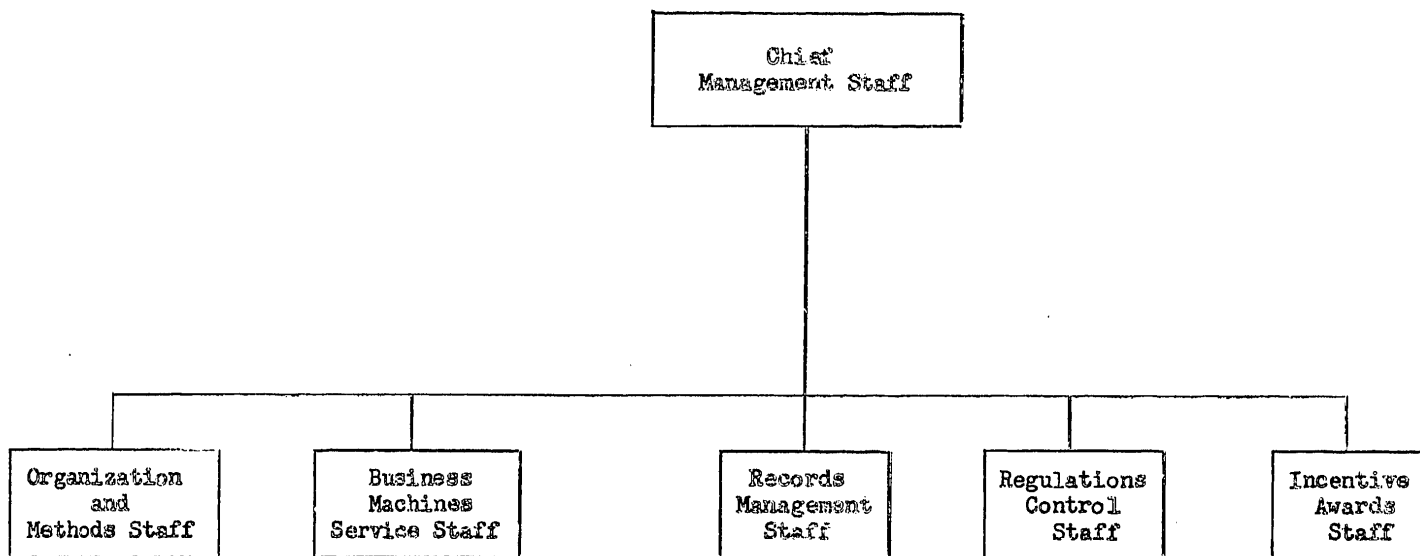 Chief
Management Staff
Organization
and
Methods Staff
Business
Machines
Service Staff
Records
Management
Staff
Regulations
Control
Staff
Incentive
Awards
Staff